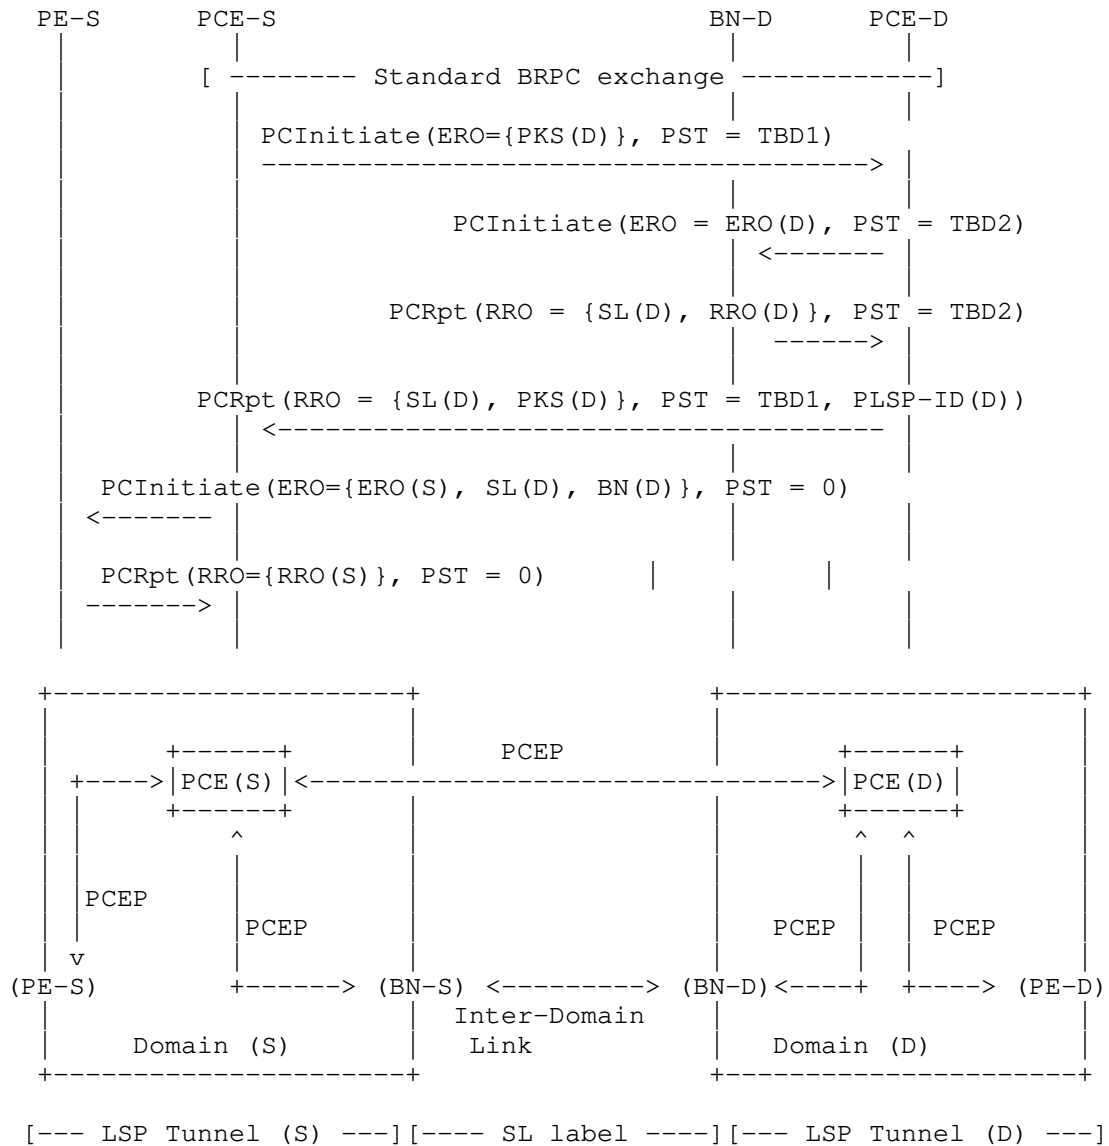 PE-S PCE-S BN-D PCE-D
[ -------- Standard BRPC exchange ------------]
PCInitiate(ERO={PKS(D)}, PST = TBD1)
PCInitiate(ERO = ERO(D), PST = TBD2)
PCRpt(RRO = {SL(D), RRO(D)}, PST = TBD2)
PCRpt(RRO = {SL(D), PKS(D)}, PST = TBD1, PLSP-ID(D))
PCInitiate(ERO={ERO(S), SL(D), BN(D)}, PST = 0)
PCRpt(RRO={RRO(S)}, PST = 0)
PCEP
PCE(S) PCE(D)
PCEP
PCEP PCEP PCEP
(PE-S) (BN-S) (BN-D) (PE-D)
Inter-Domain
Domain (S) Link Domain (D)
[--- LSP Tunnel (S) ---][---- SL label ----][--- LSP Tunnel (D) ---]